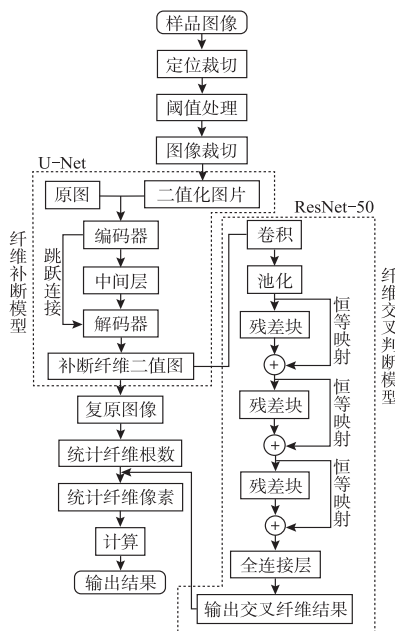 样品图像
定位裁切
阈值处理
图像裁切
U-Net
原图
二值化图片
编码器
中间层
解码器
跳跃连接
补断纤维二值图
纤维补断模型
复原图像
统计纤维根数
统计纤维像素
计算
输出结果
ResNet-50
卷积
池化
残差块
恒等映射
+
残差块
恒等映射
+
残差块
恒等映射
+
全连接层
输出交叉纤维结果
纤维交叉判断模型